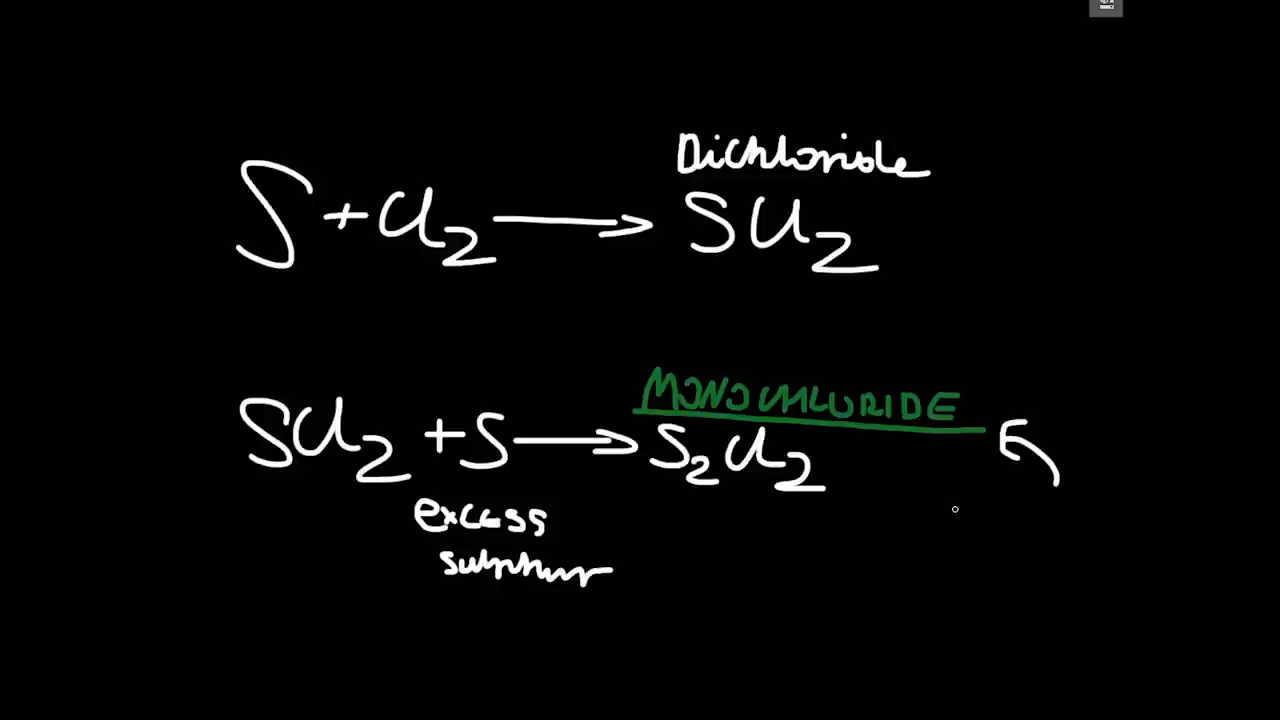 Dichloride
S + Cl₂ → SCl₂
MONOCHLORIDE
SCl₂ + S → S₂Cl₂
excess
sulphur